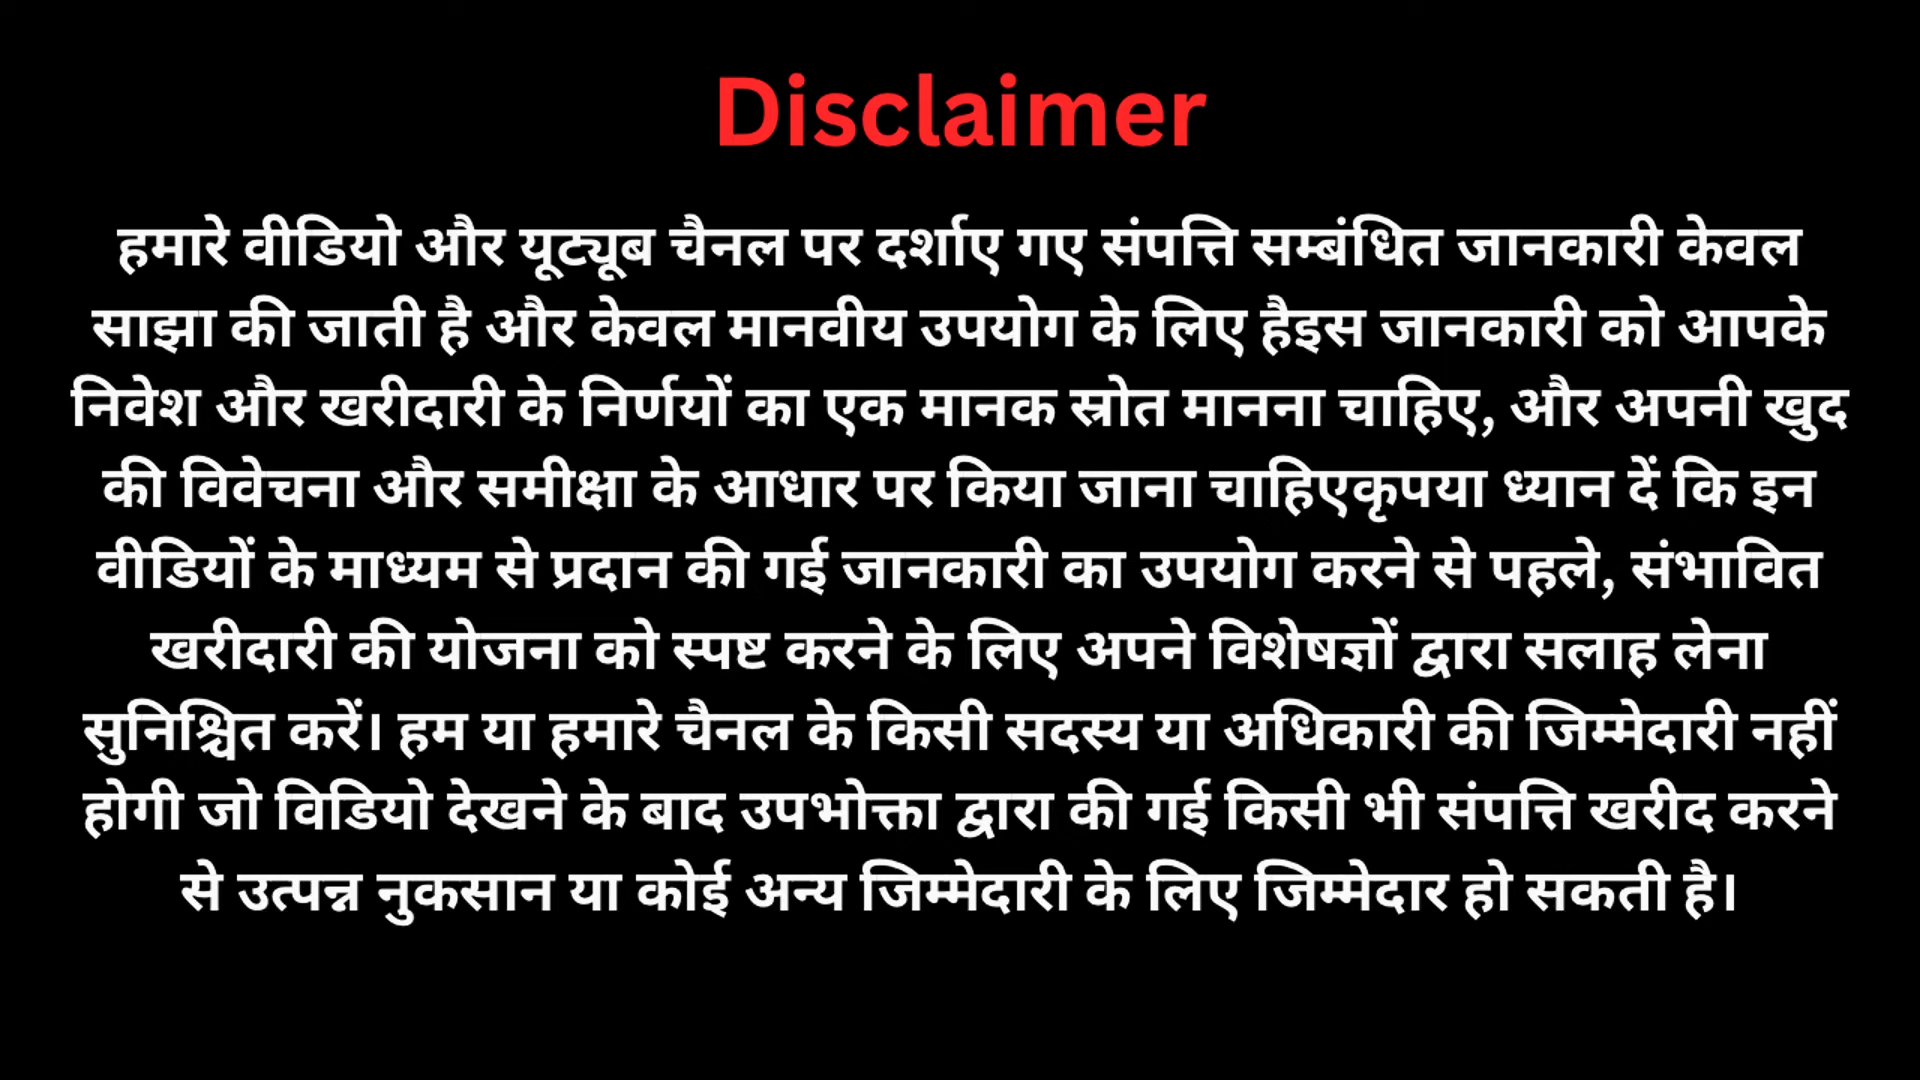 Disclaimer
हमारे वीडियो और यूट्यूब चैनल पर दर्शाए गए संपत्ति सम्बंधित जानकारी केवल
साझा की जाती है और केवल मानवीय उपयोग के लिए हैइस जानकारी को आपके
निवेश और खरीदारी के निर्णयों का एक मानक स्रोत मानना चाहिए, और अपनी खुद
की विवेचना और समीक्षा के आधार पर किया जाना चाहिएकृपया ध्यान दें कि इन
वीडियों के माध्यम से प्रदान की गई जानकारी का उपयोग करने से पहले, संभावित
खरीदारी की योजना को स्पष्ट करने के लिए अपने विशेषज्ञों द्वारा सलाह लेना
सुनिश्चित करें। हम या हमारे चैनल के किसी सदस्य या अधिकारी की जिम्मेदारी नहीं
होगी जो विडियो देखने के बाद उपभोक्ता द्वारा की गई किसी भी संपत्ति खरीद करने
से उत्पन्न नुकसान या कोई अन्य जिम्मेदारी के लिए जिम्मेदार हो सकती है।